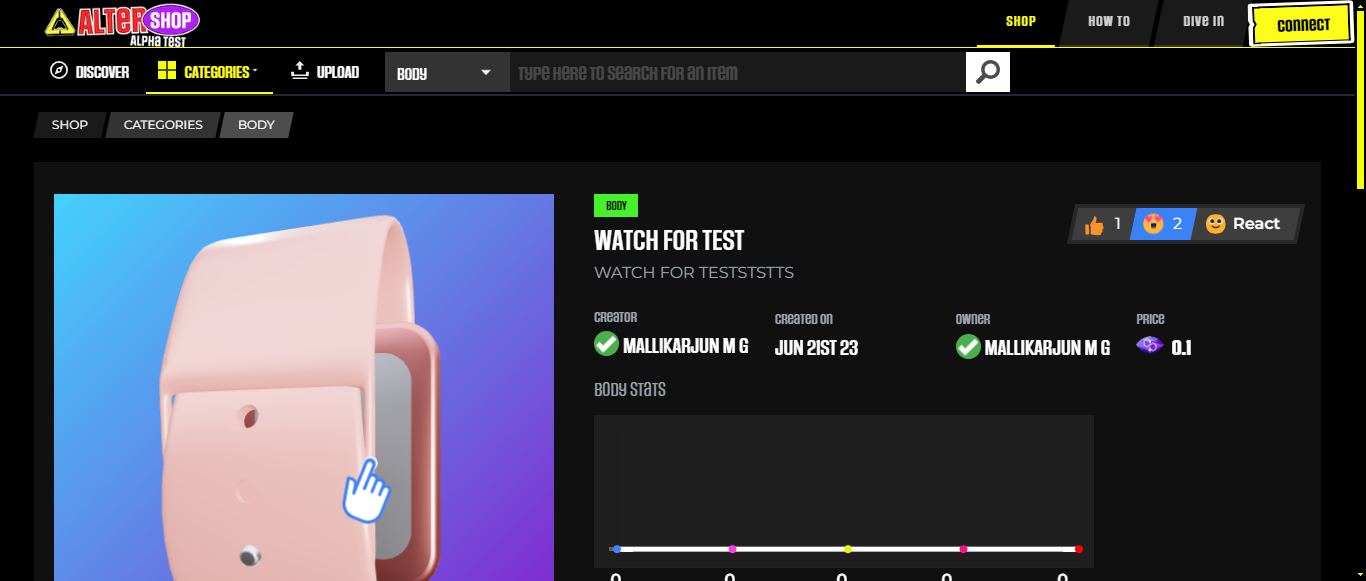 ALTER SHOP
ALPHA TEST
SHOP
HOW TO
DIVE IN
CONNECT
DISCOVER
CATEGORIES
UPLOAD
BODY
TYPE HERE TO SEARCH FOR AN ITEM
SHOP
CATEGORIES
BODY
BODY
WATCH FOR TEST
WATCH FOR TESTSTSTTS
1
2
React
CREATOR
MALLIKARJUN M G
CREATED ON
JUN 21ST 23
OWNER
MALLIKARJUN M G
PRICE
0.1
BODY STATS